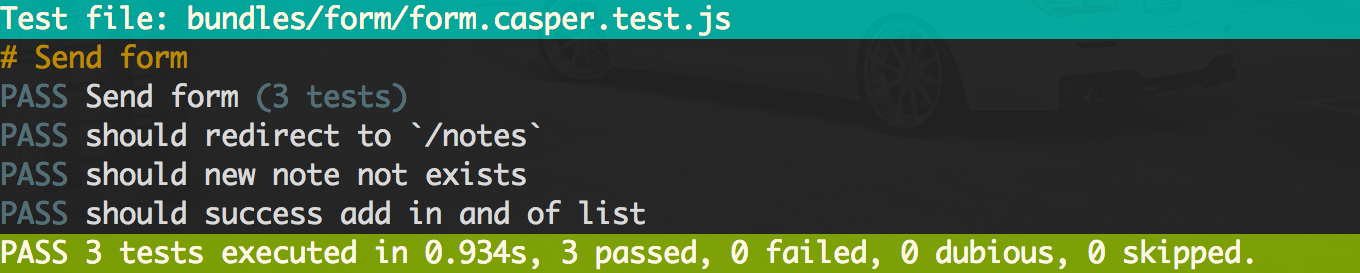 Test file: bundles/form/form.casper.test.js
# Send form
PASS Send form (3 tests)
PASS should redirect to `/notes`
PASS should new note not exists
PASS should success add in and of list
PASS 3 tests executed in 0.934s, 3 passed, 0 failed, 0 dubious, 0 skipped.